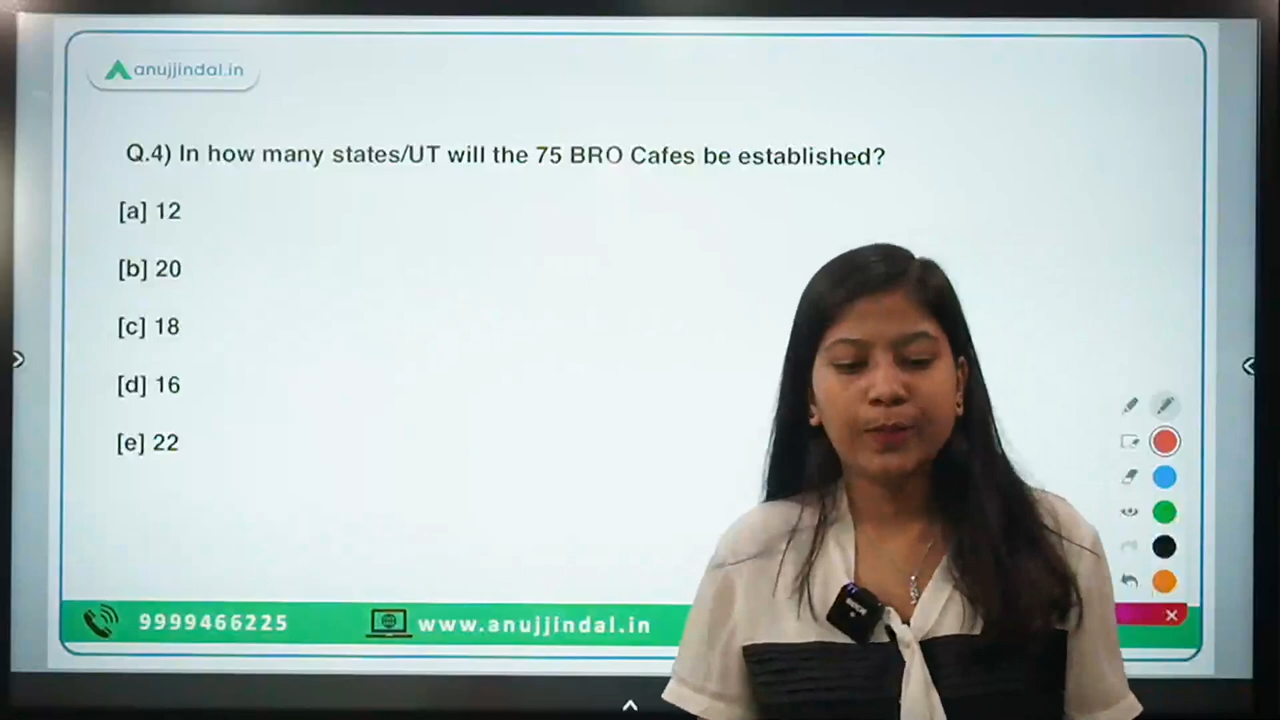 anujjindal.in
Q.4) In how many states/UT will the 75 BRO Cafes be established?
[a] 12
[b] 20
[c] 18
[d] 16
[e] 22
9999466225
www.anujjindal.in